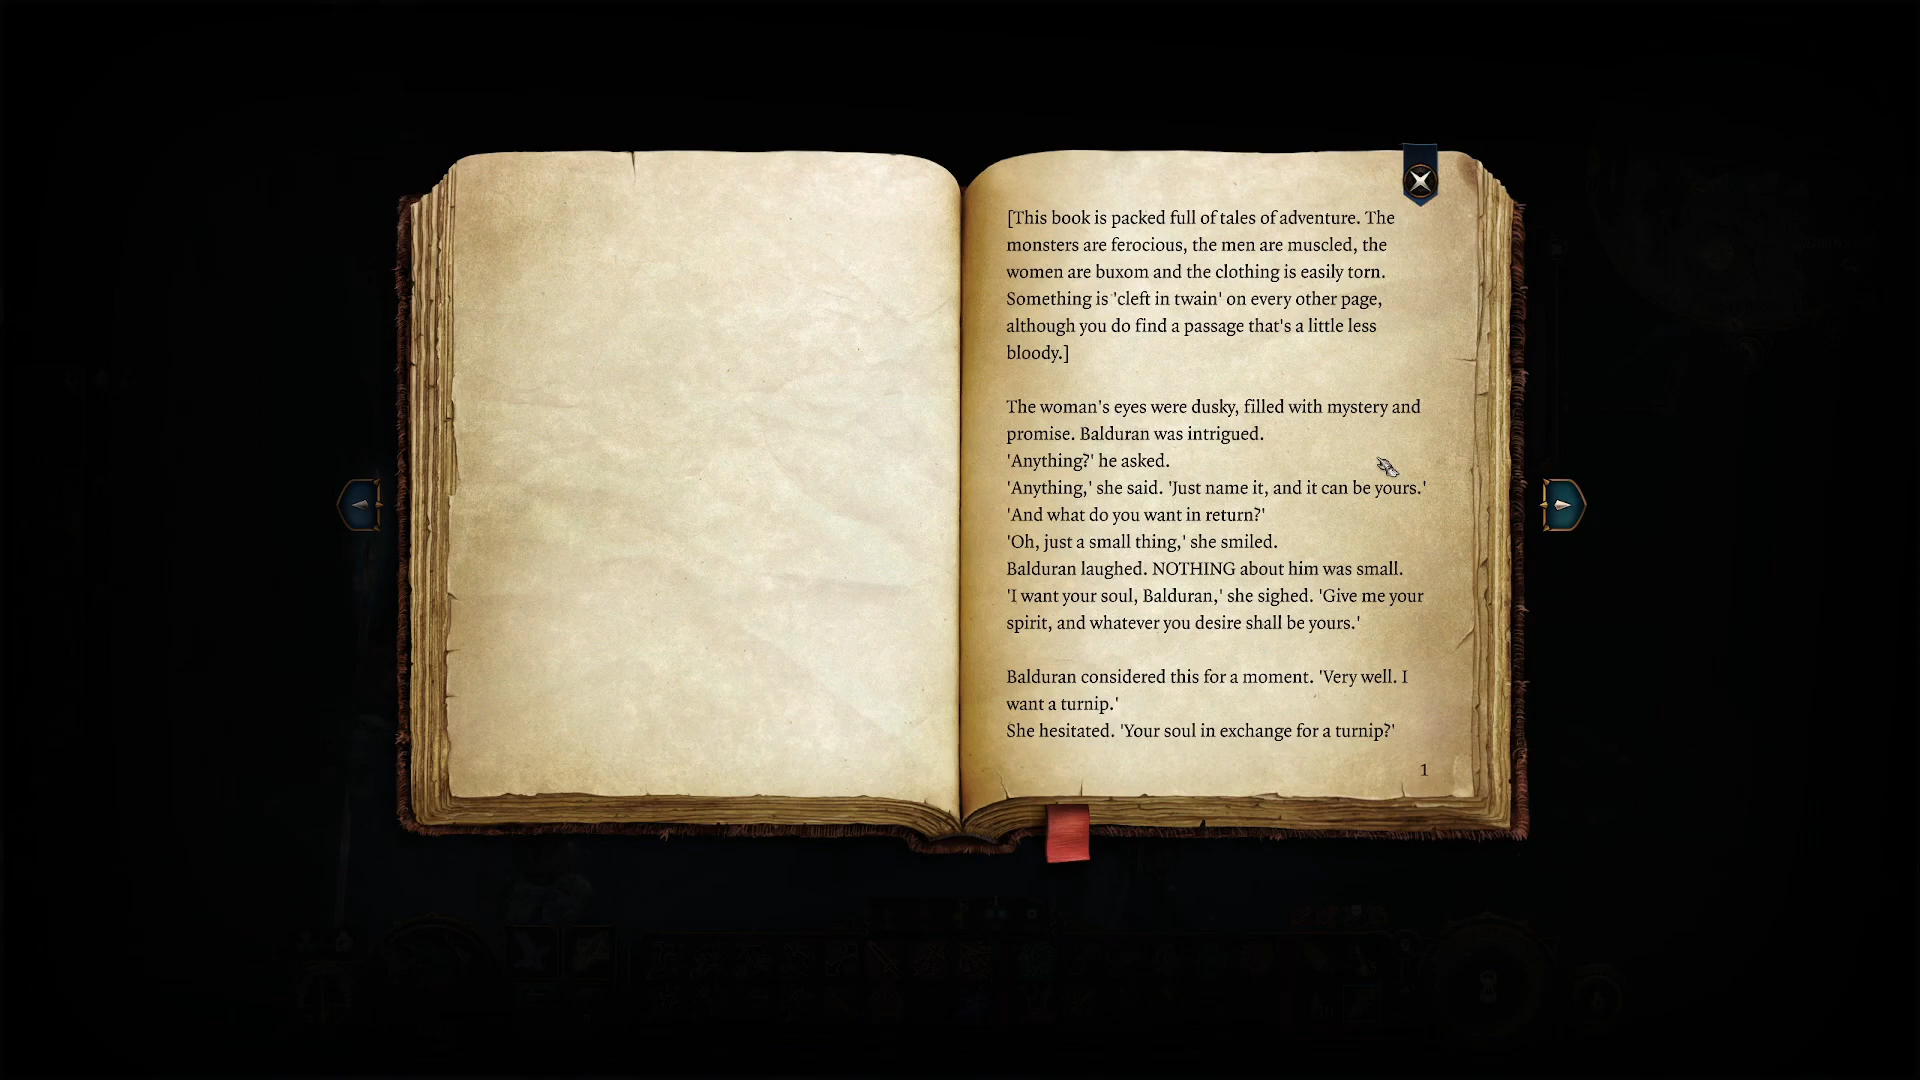 [This book is packed full of tales of adventure. The
monsters are ferocious, the men are muscled, the
women are buxom and the clothing is easily torn.
Something is 'cleft in twain' on every other page,
although you do find a passage that's a little less
bloody.]
The woman's eyes were dusky, filled with mystery and
promise. Balduran was intrigued.
'Anything?' he asked.
'Anything,' she said. 'Just name it, and it can be yours.'
'And what do you want in return?'
'Oh, just a small thing,' she smiled.
Balduran laughed. NOTHING about him was small.
'I want your soul, Balduran,' she sighed. 'Give me your
spirit, and whatever you desire shall be yours.'
Balduran considered this for a moment. 'Very well. I
want a turnip.'
She hesitated. 'Your soul in exchange for a turnip?'
1